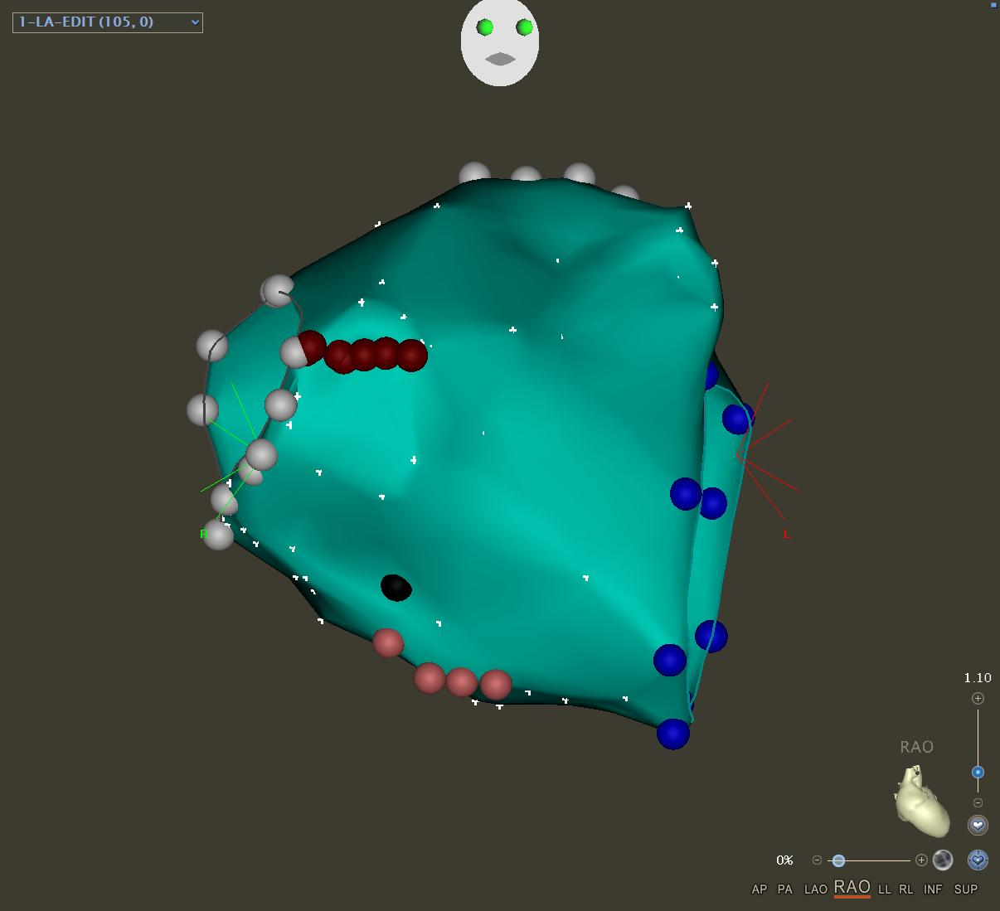 1-LA-EDIT (105, 0)
R
L
1.10
RAO
0%
AP PA LAO RAO LL RL INF SUP